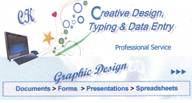 CK
Creative Design,
Typing & Data Entry
Professional Service
Graphic Design
Documents > Forms > Presentations > Spreadsheets